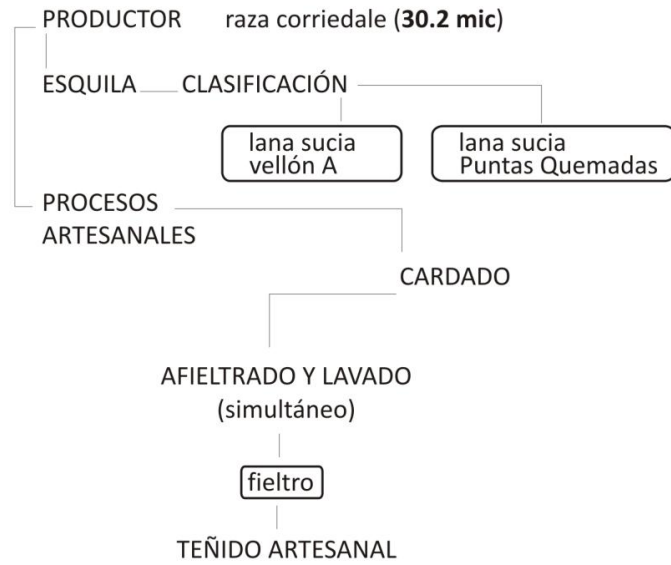 PRODUCTOR raza corriedale (30.2 mic)
ESQUILA CLASIFICACIÓN
lana sucia
vellón A
lana sucia
Puntas Quemadas
PROCESOS
ARTESANALES
CARDADO
AFIELTRADO Y LAVADO
(simultáneo)
fieltro
TEÑIDO ARTESANAL